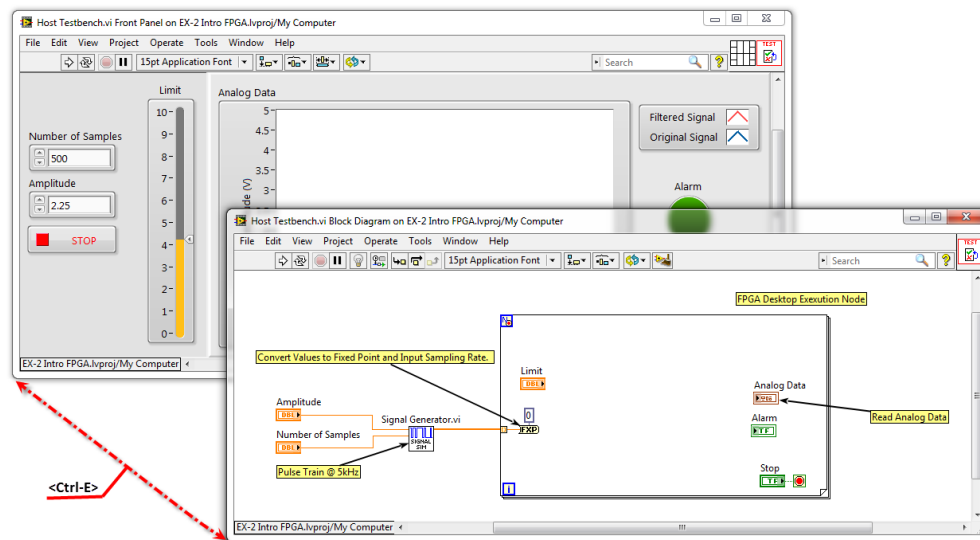 Host Testbench.vi Front Panel on EX-2 Intro FPGA.lvproj/My Computer
File Edit View Project Operate Tools Window Help
15pt Application Font
Search
TEST
Limit
Analog Data
10
9
8
7
6
5
4
3
2
1
0
Number of Samples
500
Amplitude
2.25
STOP
5
4.5
4
3.5
3
Filtered Signal
Original Signal
Alarm
EX-2 Intro FPGA.lvproj/My Computer
Host Testbench.vi Block Diagram on EX-2 Intro FPGA.lvproj/My Computer
File Edit View Project Operate Tools Window Help
15pt Application Font
Search
TEST
FPGA Desktop Exexution Node
N
Convert Values to Fixed Point and Input Sampling Rate.
Limit
DBL
Analog Data
Amplitude
DBL
0
FXP
Signal Generator.vi
SIGNAL
SIM
Number of Samples
DBL
Alarm
TF
Read Analog Data
Pulse Train @ 5kHz
Stop
TF
i
<Ctrl-E>
EX-2 Intro FPGA.lvproj/My Computer